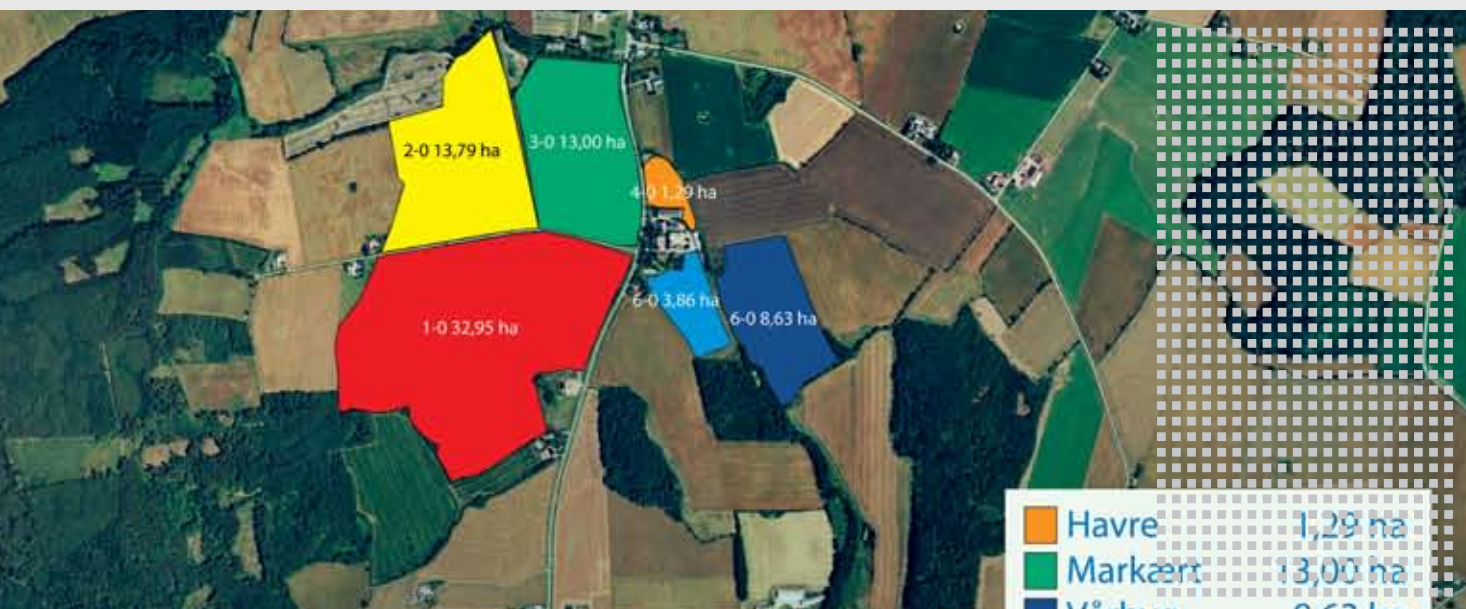 2-0 13,79 ha
3-0 13,00 ha
4-0 1,29 ha
6-0 3,86 ha
6-0 8,63 ha
1-0 32,95 ha
Havre 1,29 ha
Markært 13,00 ha